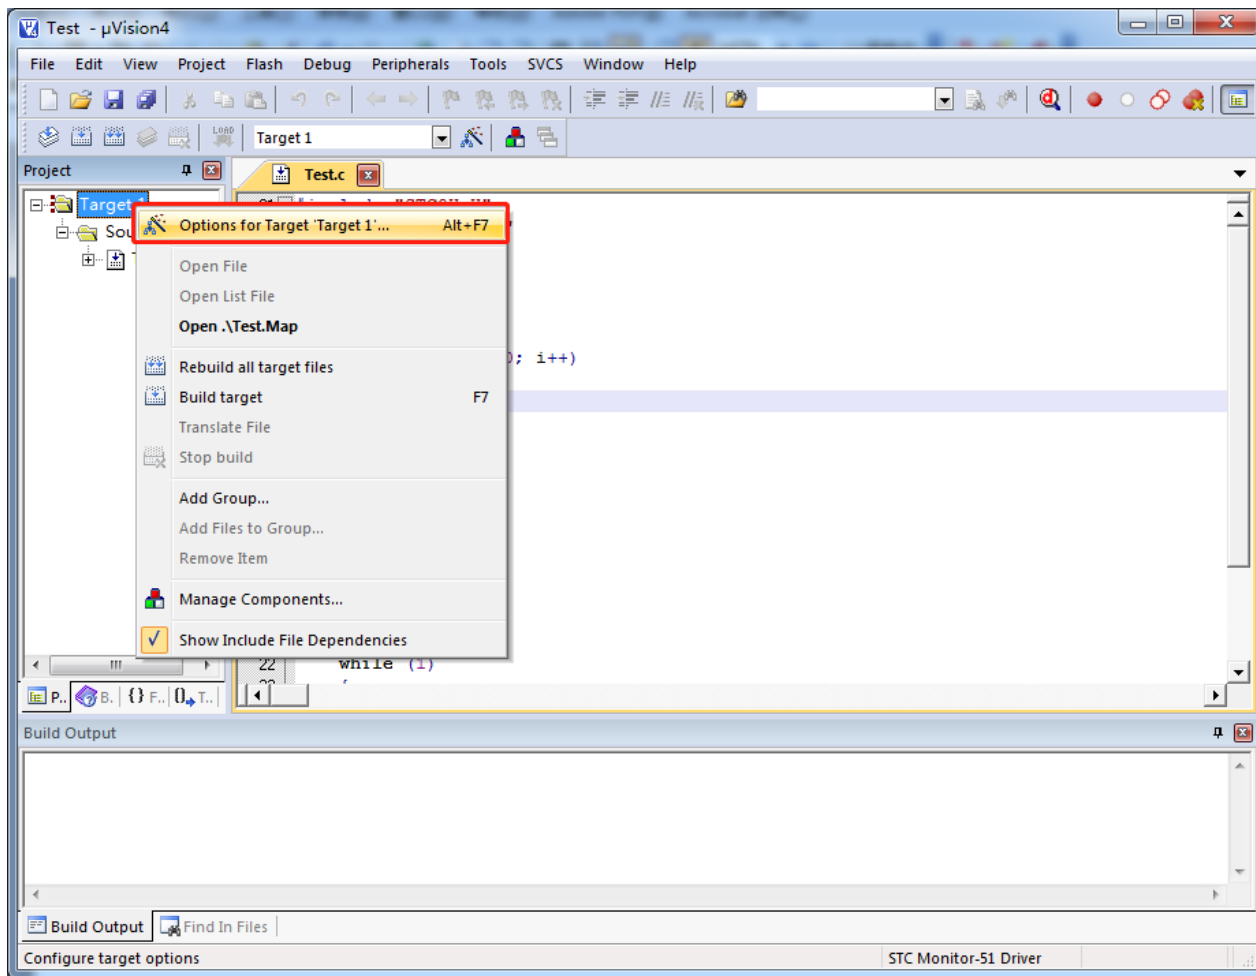 Test - µVision4
File Edit View Project Flash Debug Peripherals Tools SVCS Window Help
LOAD Target 1
Project
Test.c
Target 1
Sou
Options for Target 'Target 1'... Alt+F7
Open File
Open List File
Open .\Test.Map
Rebuild all target files
; i++)
Build target F7
Translate File
Stop build
Add Group...
Add Files to Group...
Remove Item
Manage Components...
Show Include File Dependencies
22 while (1)
P.. B. {} F.. 0 T..
Build Output
Build Output Find In Files
Configure target options STC Monitor-51 Driver